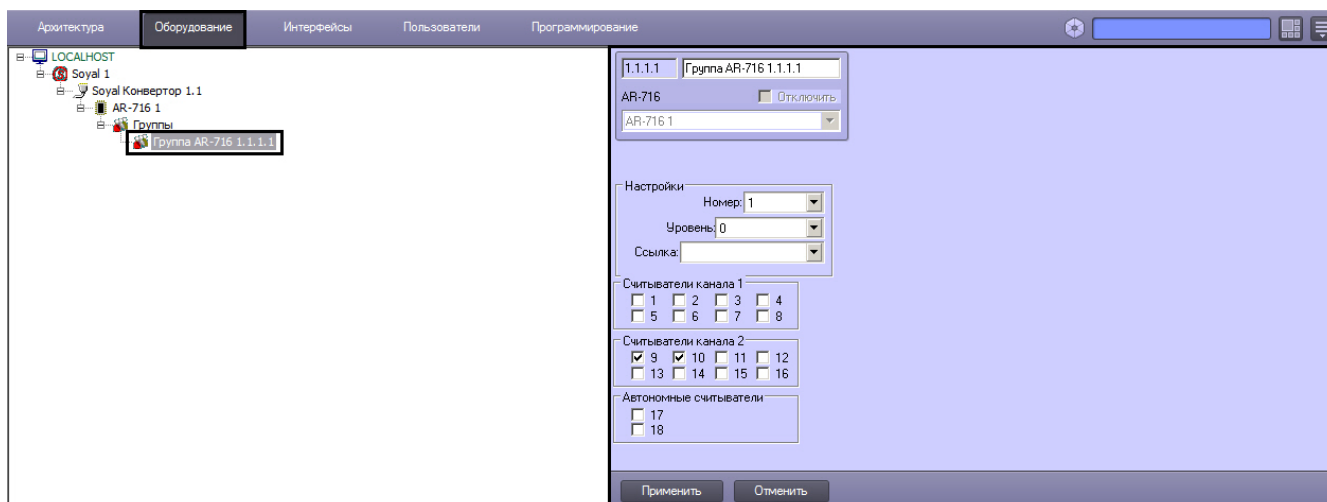 Архитектура Оборудование Интерфейсы Пользователи Программирование
LOCALHOST
Soyal 1
Soyal Конвертор 1.1
AR-716 1
Группы
Группа AR-716 1.1.1.1
1.1.1.1 Группа AR-716 1.1.1.1
AR-716 Отключить
AR-716 1
Настройки
Номер: 1
Уровень: 0
Ссылка:
Считыватели канала 1
1 2 3 4
5 6 7 8
Считыватели канала 2
9 10 11 12
13 14 15 16
Автономные считыватели
17
18
Применить Отменить